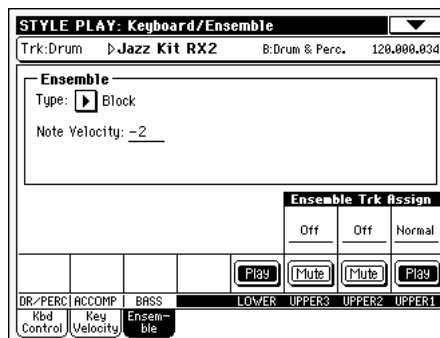 STYLE PLAY: Keyboard/Ensemble
Trk:Drum Jazz Kit RX2 B:Drum & Perc. 120.000.034
Ensemble
Type: Block
Note Velocity: -2
Ensemble Trk Assign
Off Off Normal
Play Mute Mute Play
DR/PERC ACCOMP BASS LOWER UPPER3 UPPER2 UPPER1
Kbd Control Key Velocity Ensem-ble